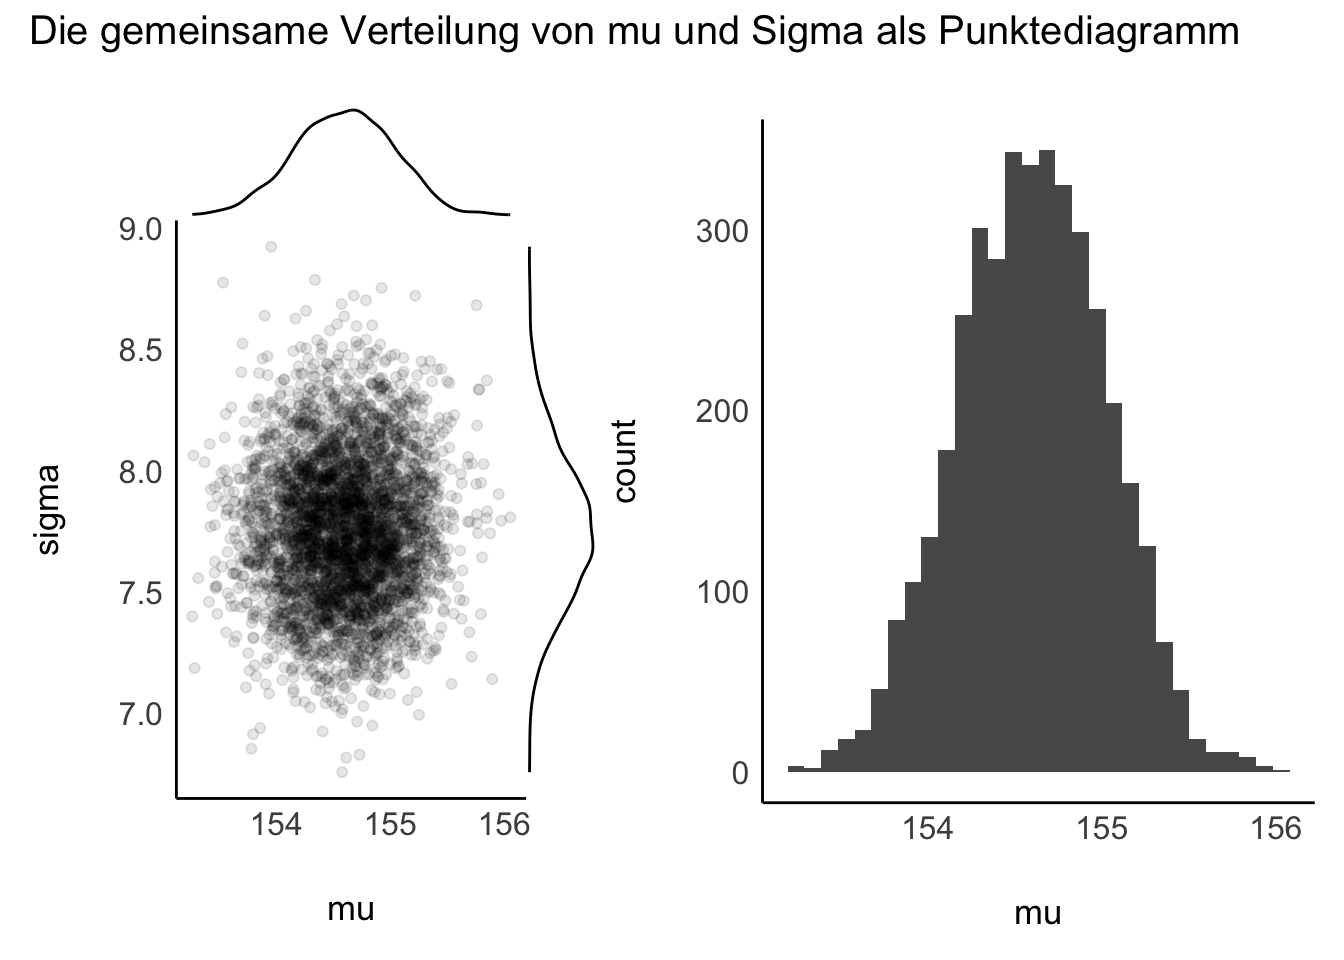 Die gemeinsame Verteilung von mu und Sigma als Punktediagramm
9.0
8.5
8.0
7.5
7.0
sigma
154 155 156
mu
300
200
100
0
count
154 155 156
mu